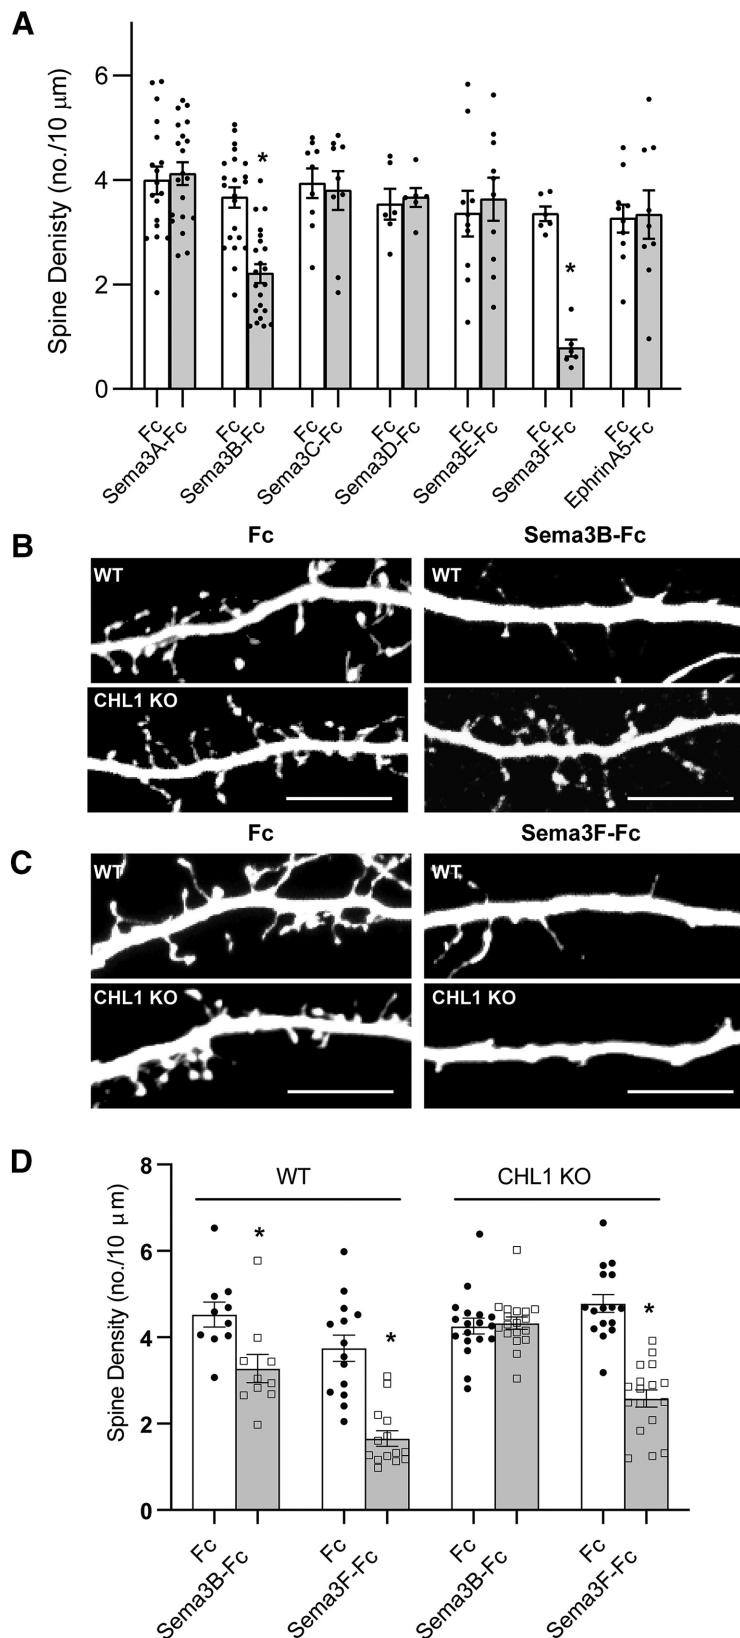 A
Spine Denisty (no./10 μm)
6
4
2
0
*
*
Fc
Sema3A-Fc
Fc
Sema3B-Fc
Fc
Sema3C-Fc
Fc
Sema3D-Fc
Fc
Sema3E-Fc
Fc
Sema3F-Fc
Fc
EphrinA5-Fc
B
Fc
Sema3B-Fc
WT
WT
CHL1 KO
C
Fc
Sema3F-Fc
WT
WT
CHL1 KO
CHL1 KO
D
Spine Density (no./10 μm)
8
6
4
2
0
WT
CHL1 KO
*
*
*
Fc
Sema3B-Fc
Fc
Sema3F-Fc
Fc
Sema3B-Fc
Fc
Sema3F-Fc